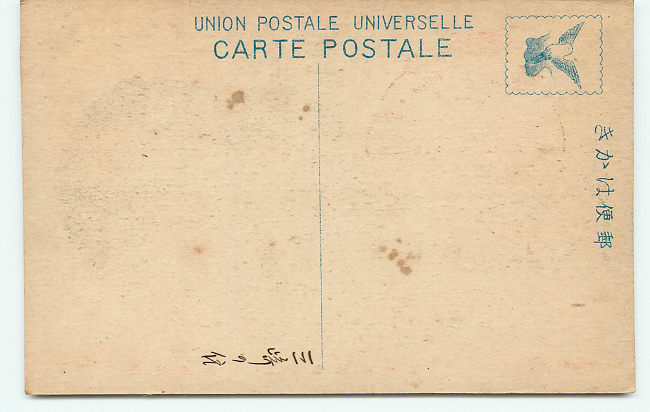 UNION POSTALE UNIVERSELLE
CARTE POSTALE
郵便はかき